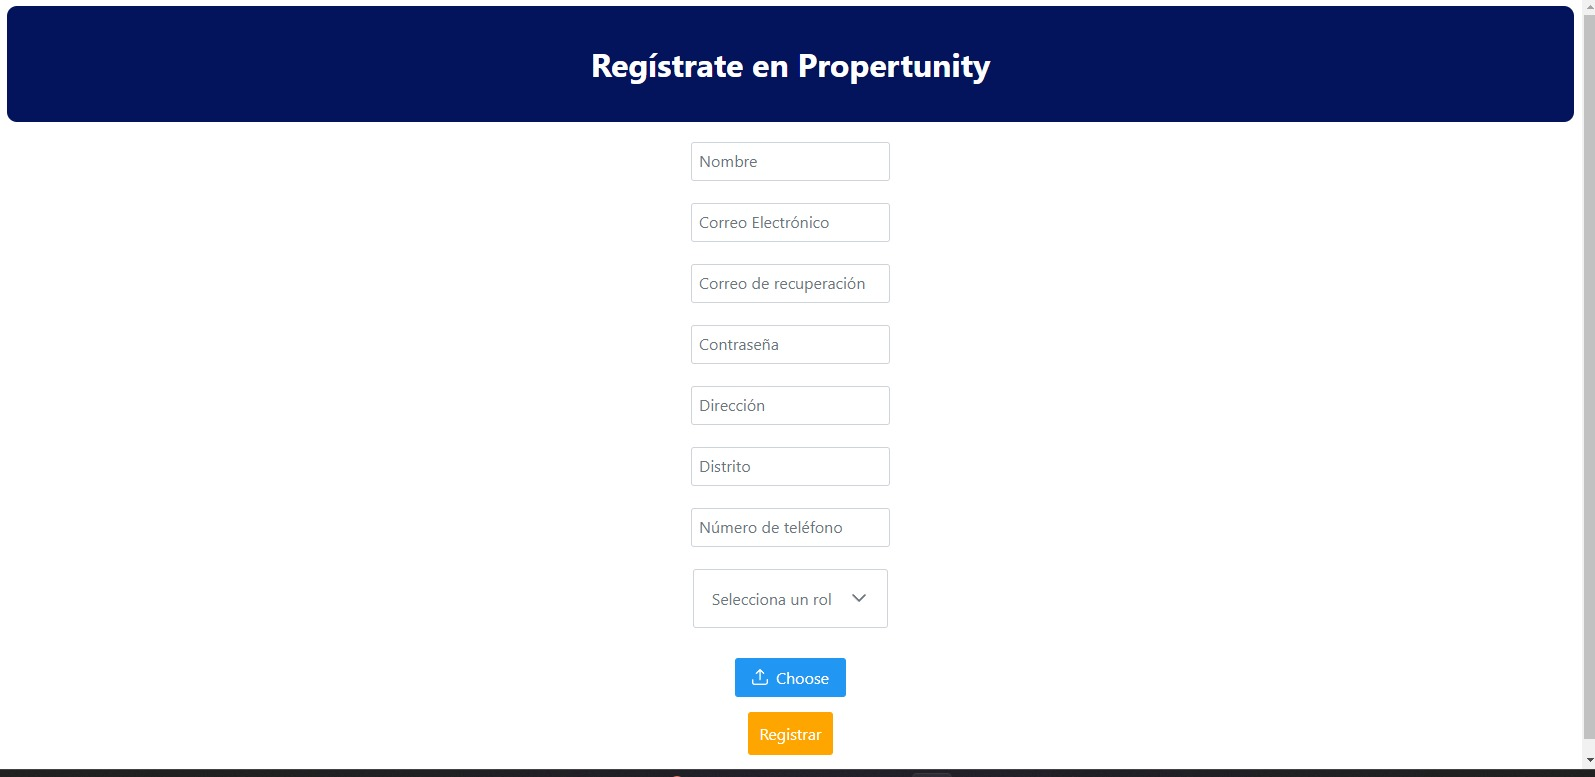 Regístrate en Propertunity
Nombre
Correo Electrónico
Correo de recuperación
Contraseña
Dirección
Distrito
Número de teléfono
Selecciona un rol
Choose
Registrar